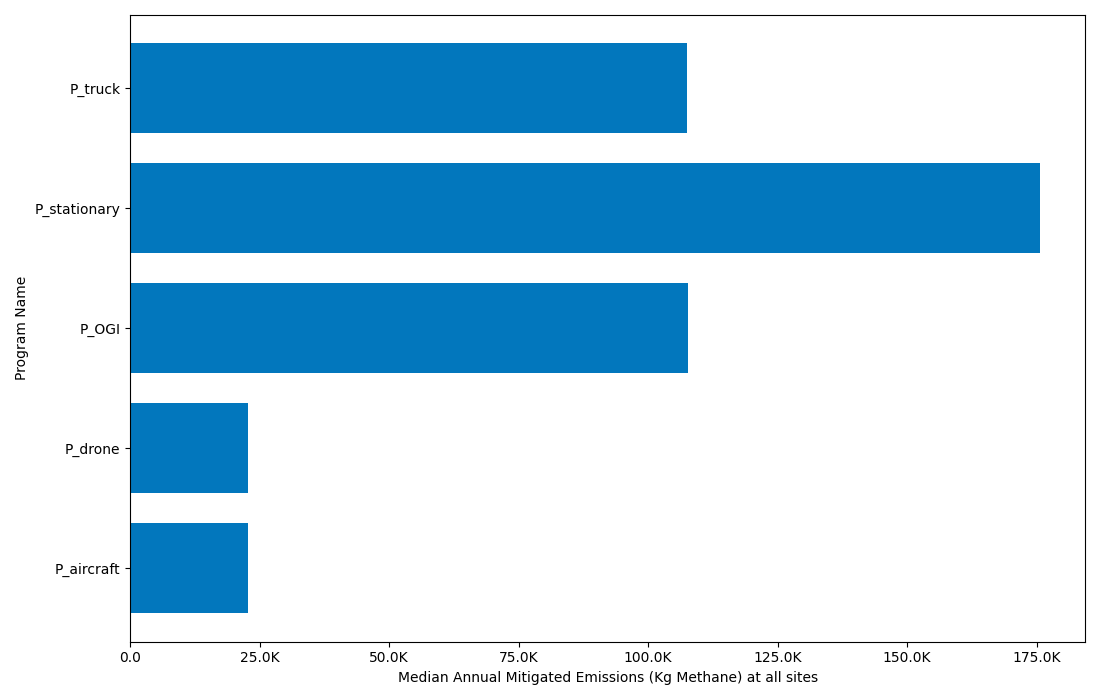 P_truck
P_stationary
P_OGI
P_drone
P_aircraft
Program Name
0.0 25.0K 50.0K 75.0K 100.0K 125.0K 150.0K 175.0K
Median Annual Mitigated Emissions (Kg Methane) at all sites